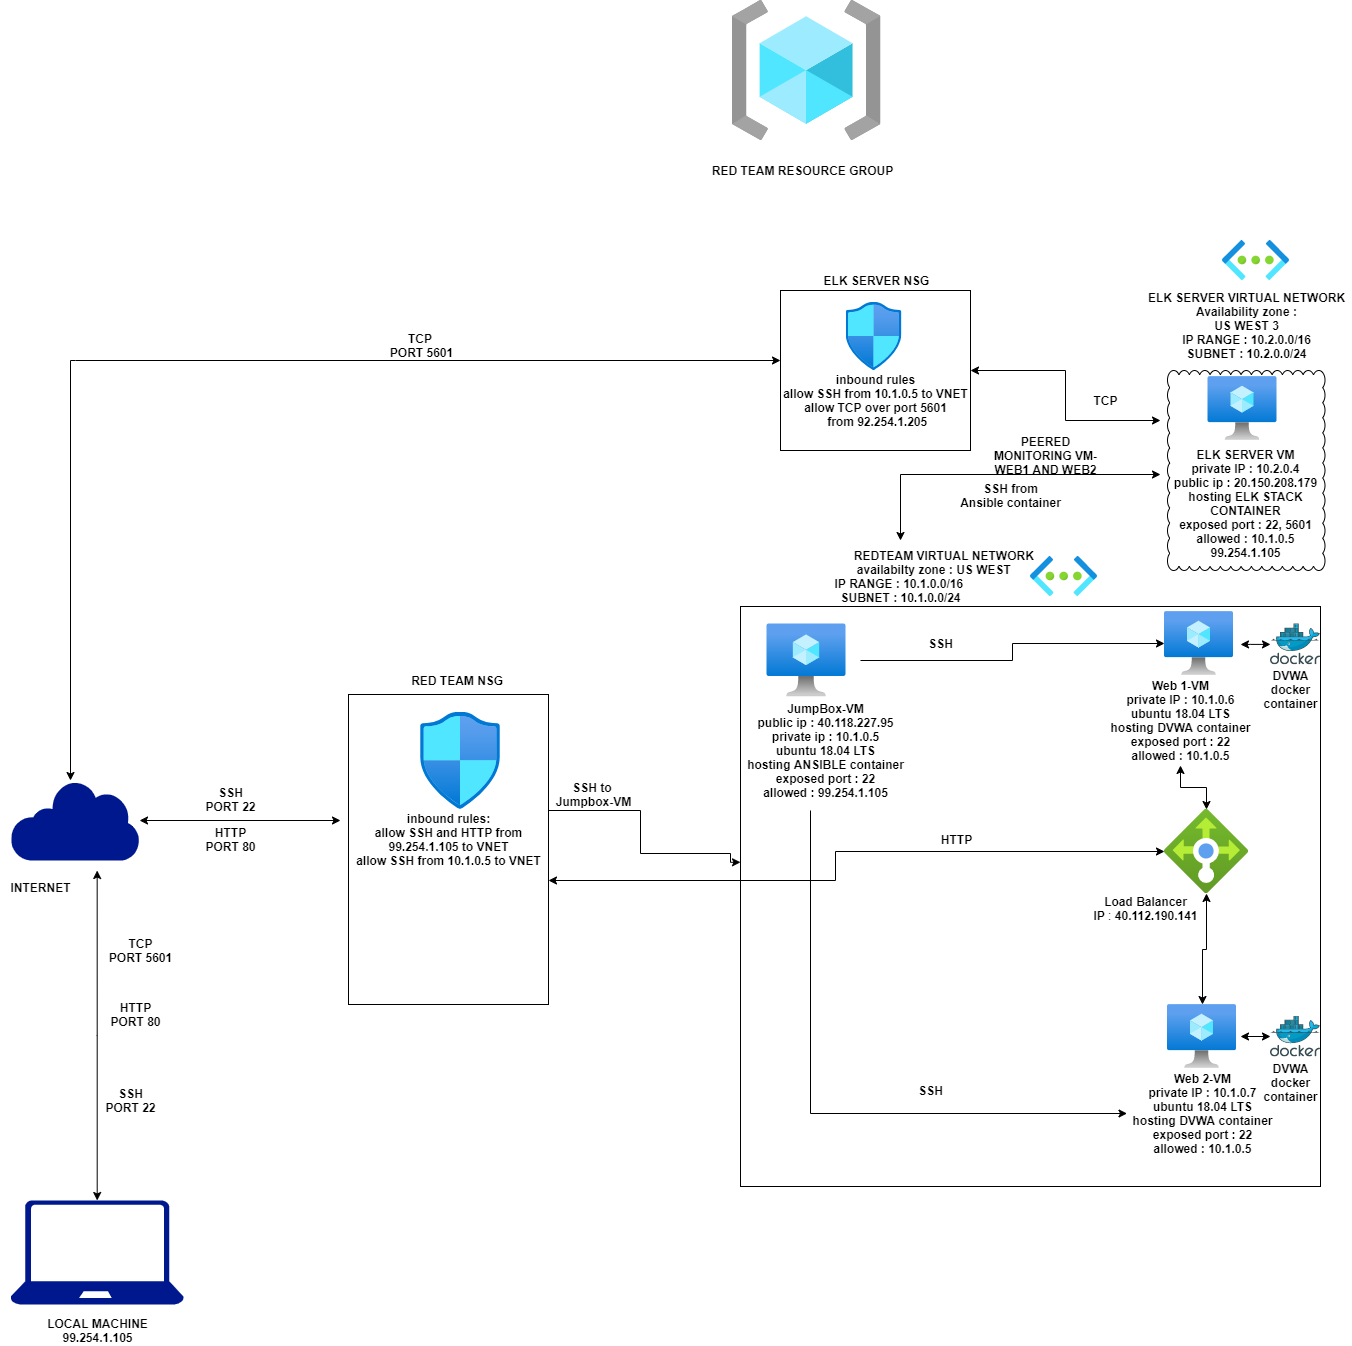 RED TEAM RESOURCE GROUP
ELK SERVER VIRTUAL NETWORK
Availability zone :
US WEST 3
IP RANGE : 10.2.0.0/16
SUBNET : 10.2.0.0/24
ELK SERVER NSG
inbound rules
allow SSH from 10.1.0.5 to VNET
allow TCP over port 5601
from 92.254.1.205
TCP
PORT 5601
TCP
PEERED
MONITORING VM-
WEB1 AND WEB2
SSH from
Ansible container
ELK SERVER VM
private IP : 10.2.0.4
public ip : 20.150.208.179
hosting ELK STACK
CONTAINER
exposed port : 22, 5601
allowed : 10.1.0.5
99.254.1.105
REDTEAM VIRTUAL NETWORK
availabilty zone : US WEST
IP RANGE : 10.1.0.0/16
SUBNET : 10.1.0.0/24
JumpBox-VM
public ip : 40.118.227.95
private ip : 10.1.0.5
ubuntu 18.04 LTS
hosting ANSIBLE container
exposed port : 22
allowed : 99.254.1.105
SSH
Web 1-VM
private IP : 10.1.0.6
ubuntu 18.04 LTS
hosting DVWA container
exposed port : 22
allowed : 10.1.0.5
docker
DVWA
docker
container
RED TEAM NSG
inbound rules:
allow SSH and HTTP from
99.254.1.105 to VNET
allow SSH from 10.1.0.5 to VNET
SSH to
Jumpbox-VM
SSH
PORT 22
HTTP
PORT 80
INTERNET
HTTP
Load Balancer
IP : 40.112.190.141
TCP
PORT 5601
HTTP
PORT 80
SSH
PORT 22
SSH
Web 2-VM
private IP : 10.1.0.7
ubuntu 18.04 LTS
hosting DVWA container
exposed port : 22
allowed : 10.1.0.5
docker
DVWA
docker
container
LOCAL MACHINE
99.254.1.105